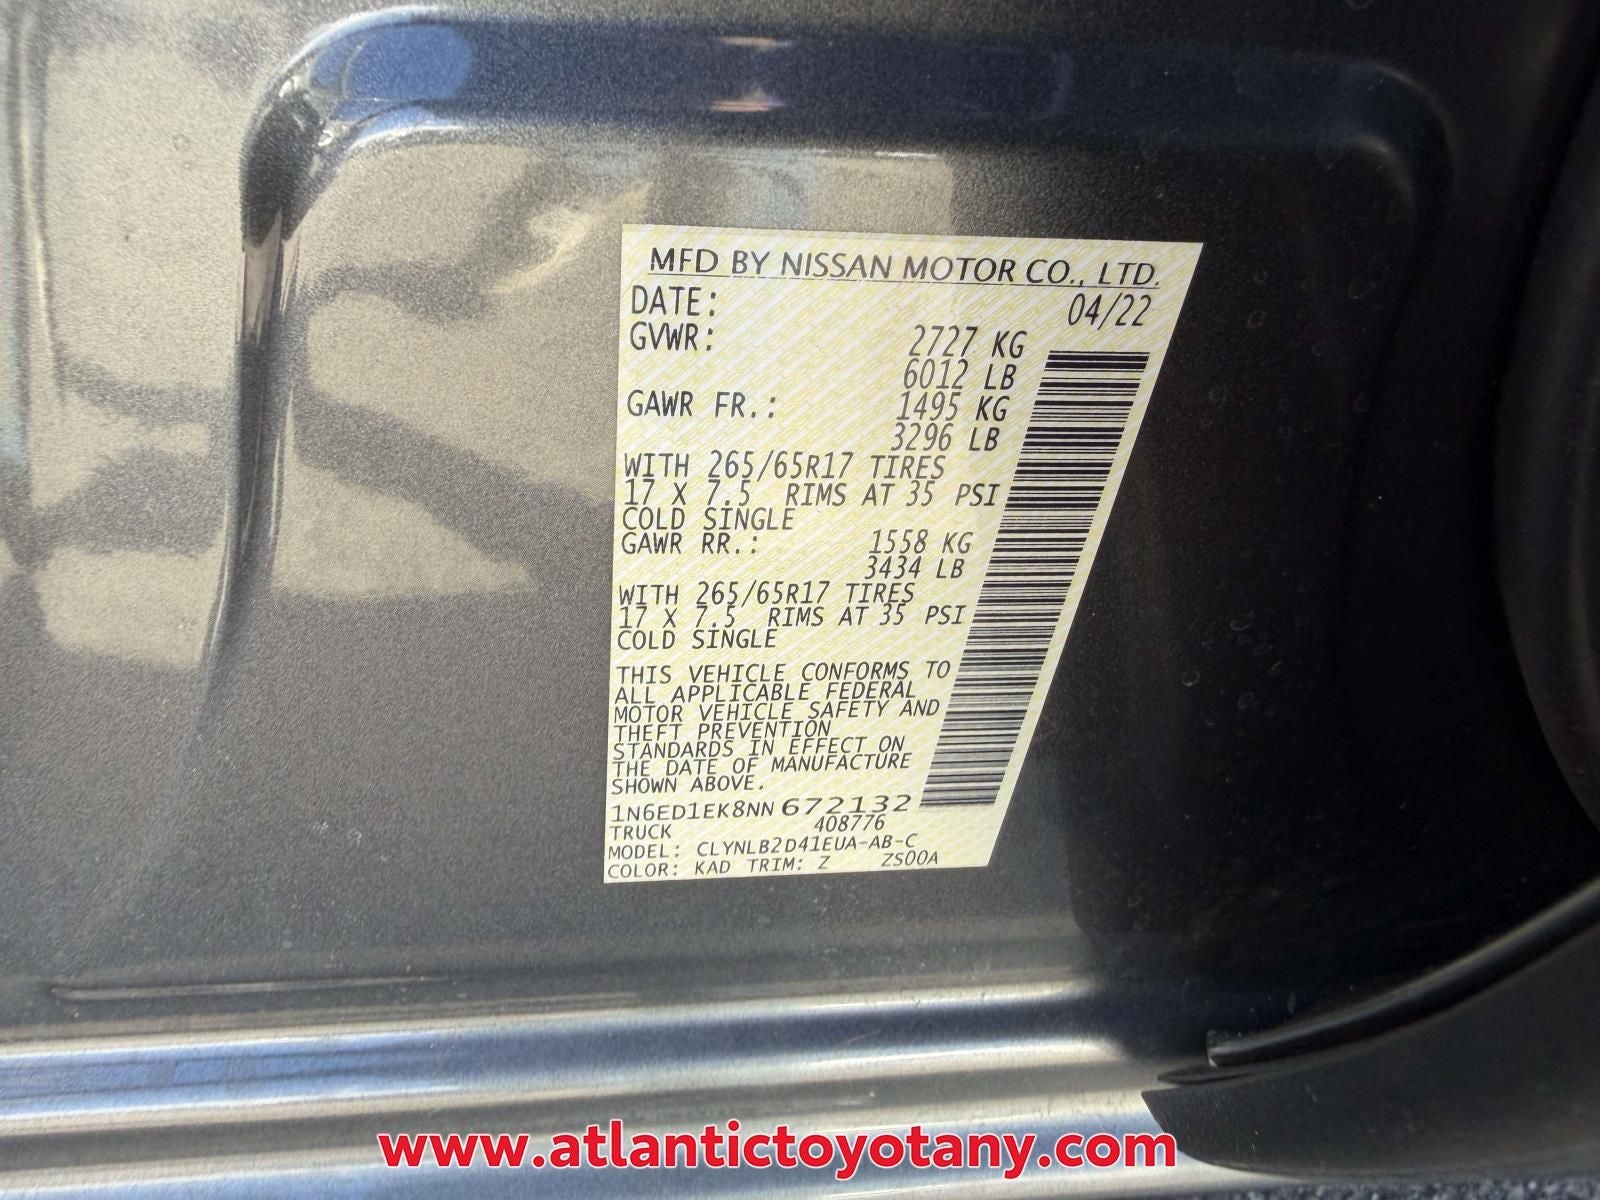 MFD BY NISSAN MOTOR CO., LTD.
DATE: 04/22
GVWR: 2727 KG
6012 LB
GAWR FR.: 1495 KG
3296 LB
WITH 265/65R17 TIRES
17 X 7.5 RIMS AT 35 PSI
COLD SINGLE
GAWR RR.: 1558 KG
3434 LB
WITH 265/65R17 TIRES
17 X 7.5 RIMS AT 35 PSI
COLD SINGLE
THIS VEHICLE CONFORMS TO
ALL APPLICABLE FEDERAL
MOTOR VEHICLE SAFETY AND
THEFT PREVENTION
STANDARDS IN EFFECT ON
THE DATE OF MANUFACTURE
SHOWN ABOVE.
1N6ED1EK8NN672132
TRUCK 408776
MODEL: CLYNLB2D41EUA-AB-C
COLOR: KAD TRIM: Z ZS00A
www.atlantictoyotany.com